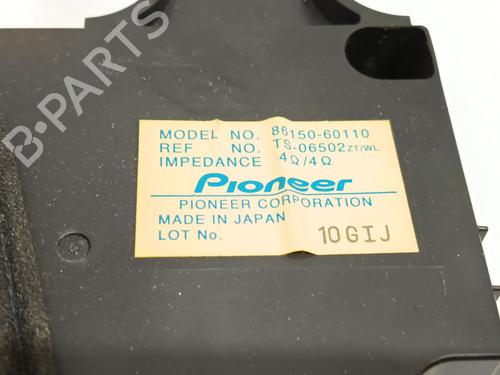 MODEL NO. 86150-60110
REF NO. TS-06502ZT/WL
IMPEDANCE 4Ω/4Ω
Pioneer
PIONEER CORPORATION
MADE IN JAPAN
LOT No. 10GIJ
B-PARTS